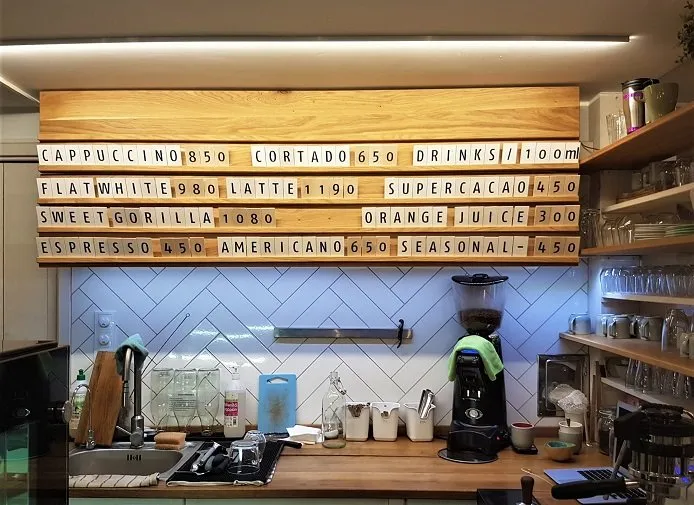 CAPPUCCINO 850 CORTADO 650 DRINKS/100ml
FLAT WHITE 980 LATTE 1190 SUPERCACAO 450
SWEET GORILLA 1080 ORANGE JUICE 300
ESPRESSO 450 AMERICANO 650 SEASONAL- 450